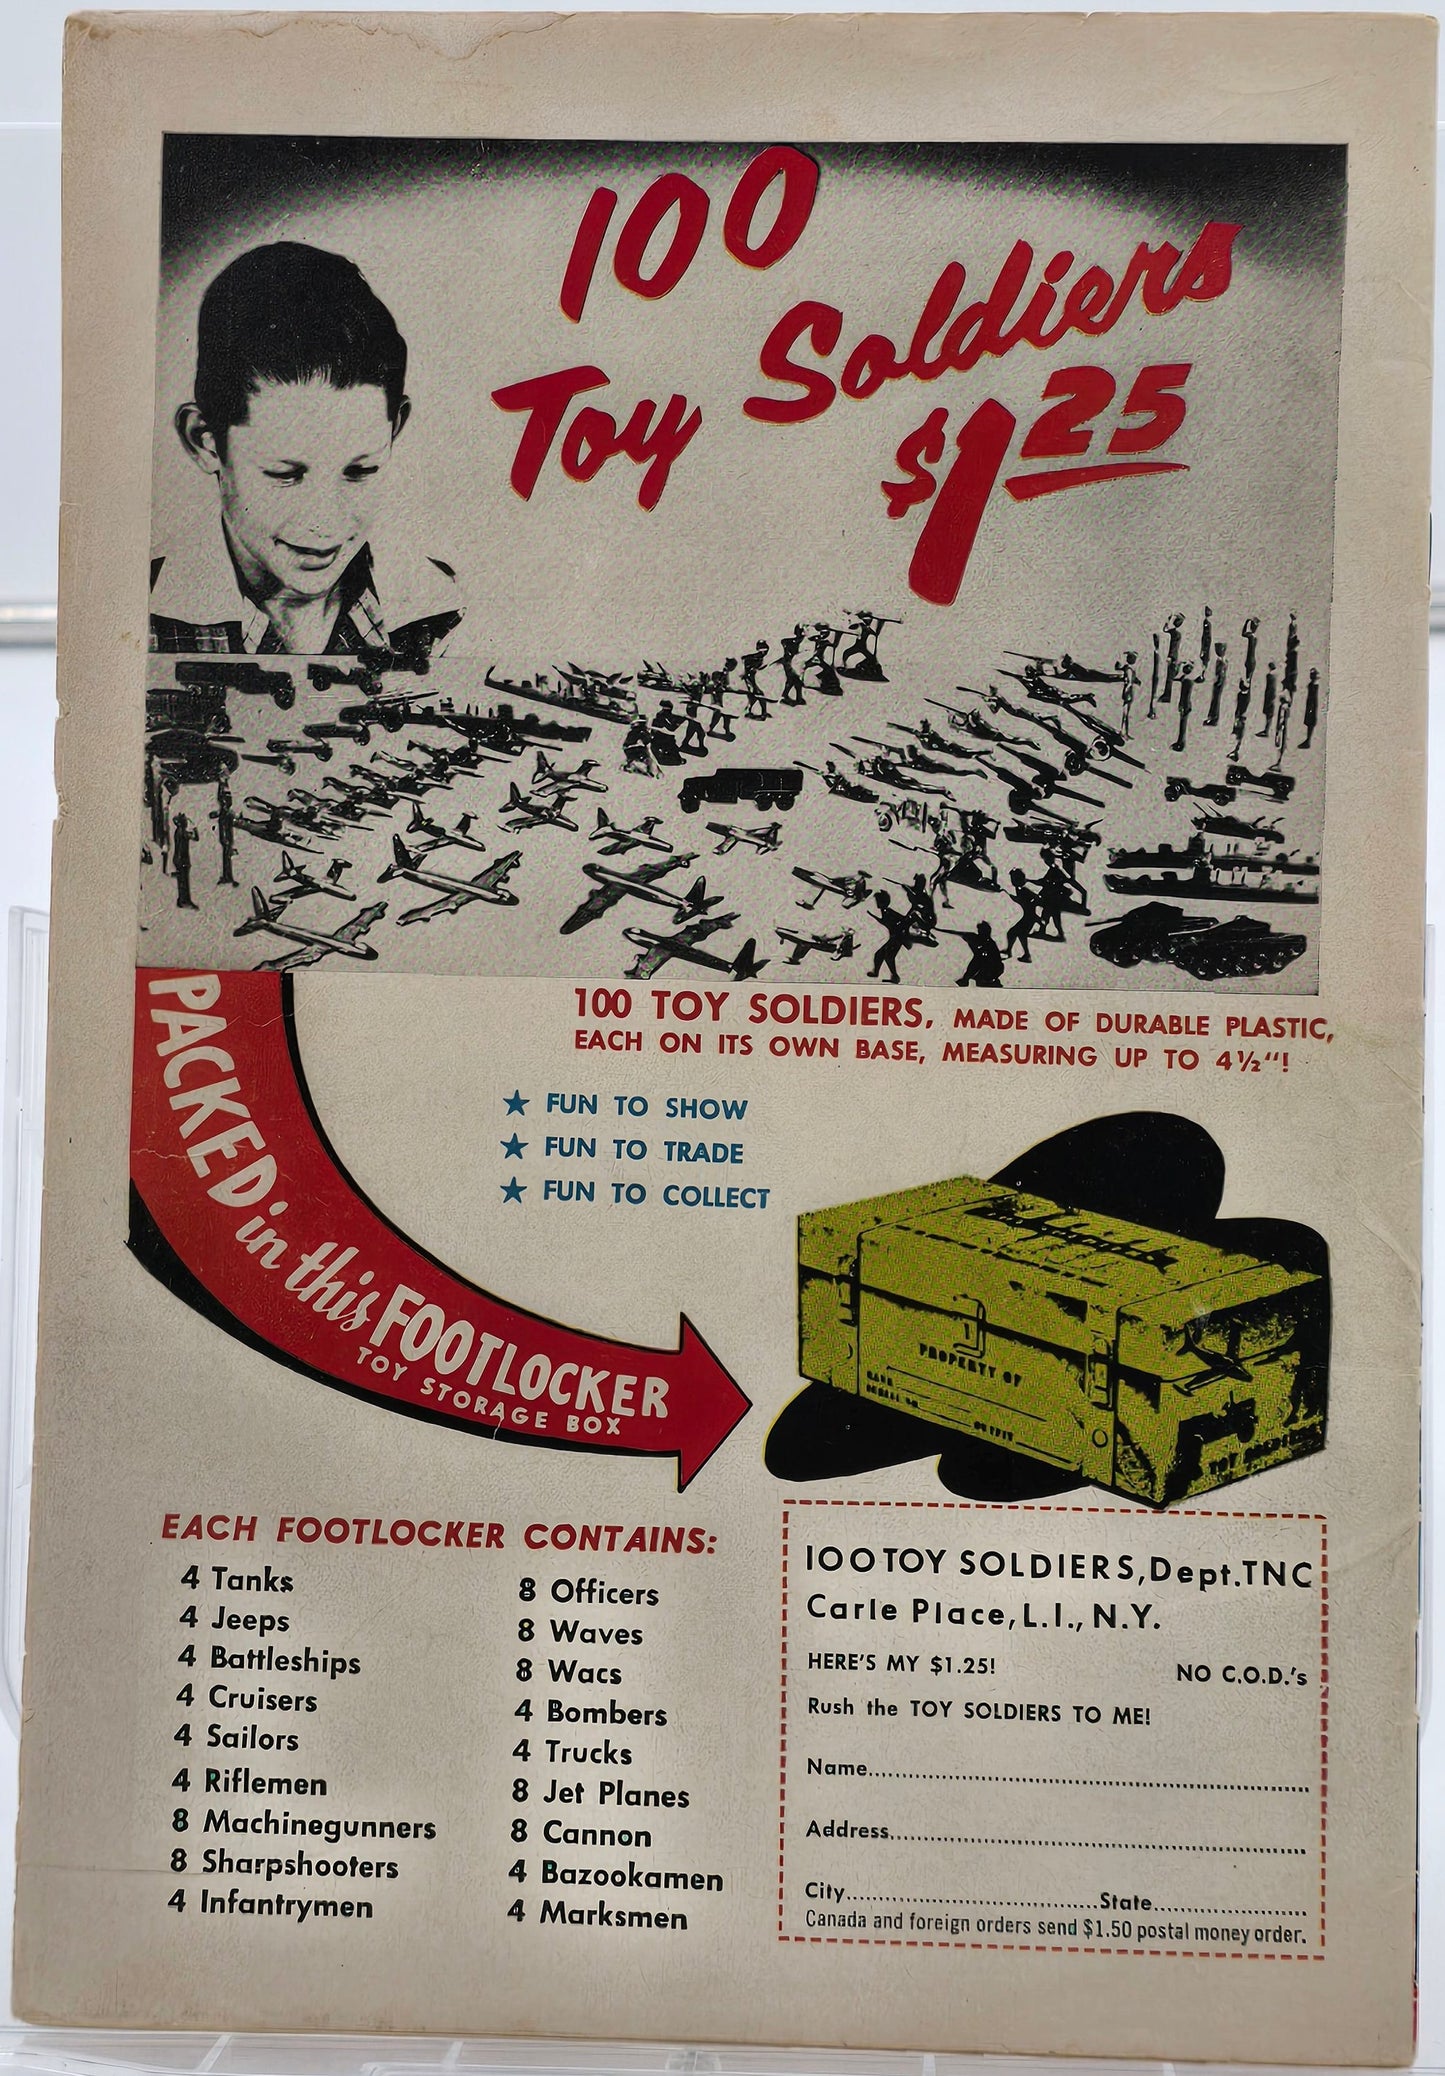 100
Toy Soldiers
$1.25
100 TOY SOLDIERS, MADE OF DURABLE PLASTIC,
EACH ON ITS OWN BASE, MEASURING UP TO 4½"!
★ FUN TO SHOW
★ FUN TO TRADE
★ FUN TO COLLECT
PACKED in this FOOTLOCKER
TOY STORAGE BOX
PROPERTY OF
EACH FOOTLOCKER CONTAINS:
4 Tanks
4 Jeeps
4 Battleships
4 Cruisers
4 Sailors
4 Riflemen
8 Machinegunners
8 Sharpshooters
4 Infantrymen
8 Officers
8 Waves
8 Wacs
4 Bombers
4 Trucks
8 Jet Planes
8 Cannon
4 Bazookamen
4 Marksmen
100 TOY SOLDIERS, Dept. TNC
Carle Place, L.I., N.Y.
HERE'S MY $1.25! NO C.O.D.'s
Rush the TOY SOLDIERS TO ME!
Name
Address
City State
Canada and foreign orders send $1.50 postal money order.